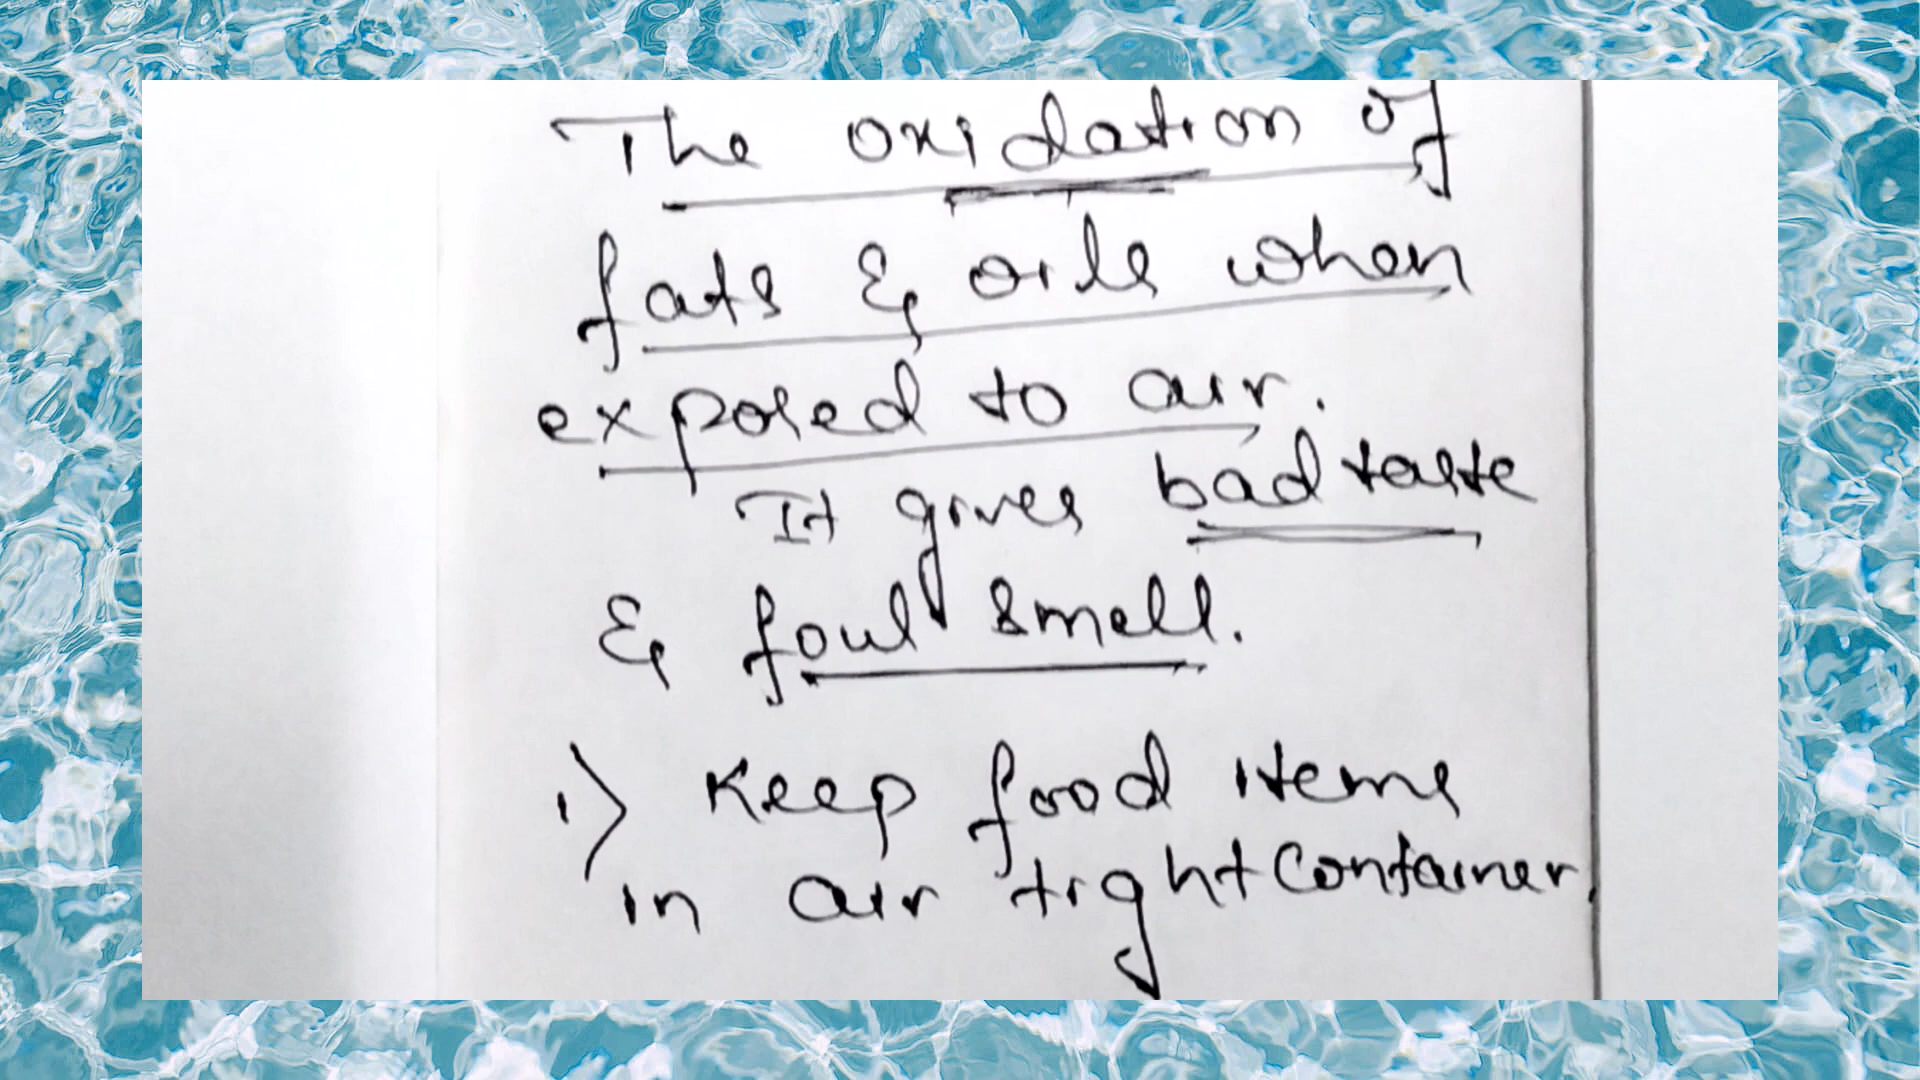 The oxidation of
fats & oils when
exposed to air.
It gives bad taste
& foul smell.
1) Keep food items
in air tight Container.